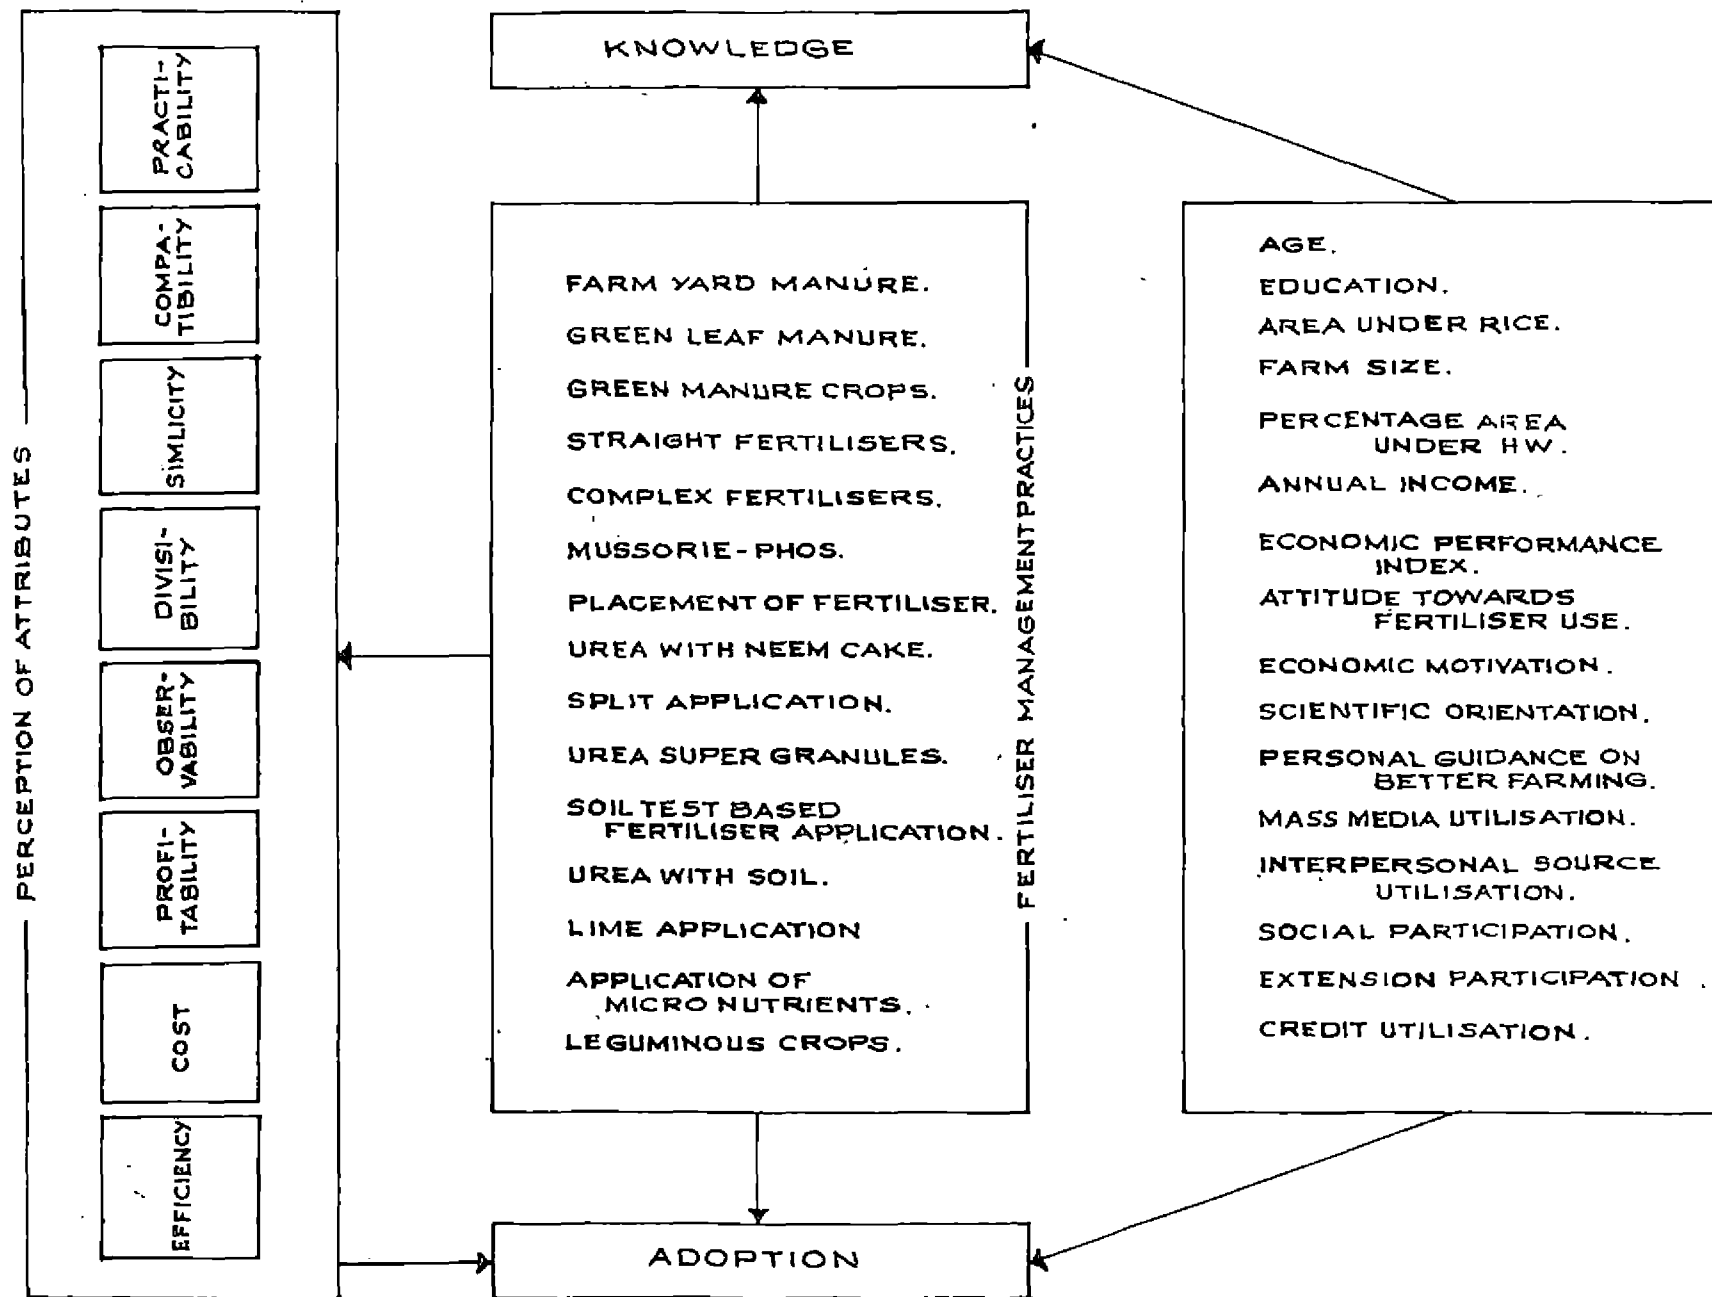 PERCEPTION OF ATTRIBUTES
PRACTI-
CABILITY
COMPA-
TIBILITY
SIMLICITY
DIVISI-
BILITY
OBSER-
VABILITY
PROFI-
TABILITY
COST
EFFICIENCY
KNOWLEDGE
FARM YARD MANURE.
GREEN LEAF MANURE.
GREEN MANURE CROPS.
STRAIGHT FERTILISERS.
COMPLEX FERTILISERS.
MUSSORIE-PHOS.
PLACEMENT OF FERTILISER.
UREA WITH NEEM CAKE.
SPLIT APPLICATION.
UREA SUPER GRANULES.
SOIL TEST BASED
FERTILISER APPLICATION.
UREA WITH SOIL.
LIME APPLICATION
APPLICATION OF
MICRO NUTRIENTS.
LEGUMINOUS CROPS.
FERTILISER MANAGEMENT PRACTICES
ADOPTION
AGE.
EDUCATION.
AREA UNDER RICE.
FARM SIZE.
PERCENTAGE AREA
UNDER HW.
ANNUAL INCOME.
ECONOMIC PERFORMANCE
INDEX.
ATTITUDE TOWARDS
FERTILISER USE.
ECONOMIC MOTIVATION.
SCIENTIFIC ORIENTATION.
PERSONAL GUIDANCE ON
BETTER FARMING.
MASS MEDIA UTILISATION.
INTERPERSONAL SOURCE
UTILISATION.
SOCIAL PARTICIPATION.
EXTENSION PARTICIPATION.
CREDIT UTILISATION.